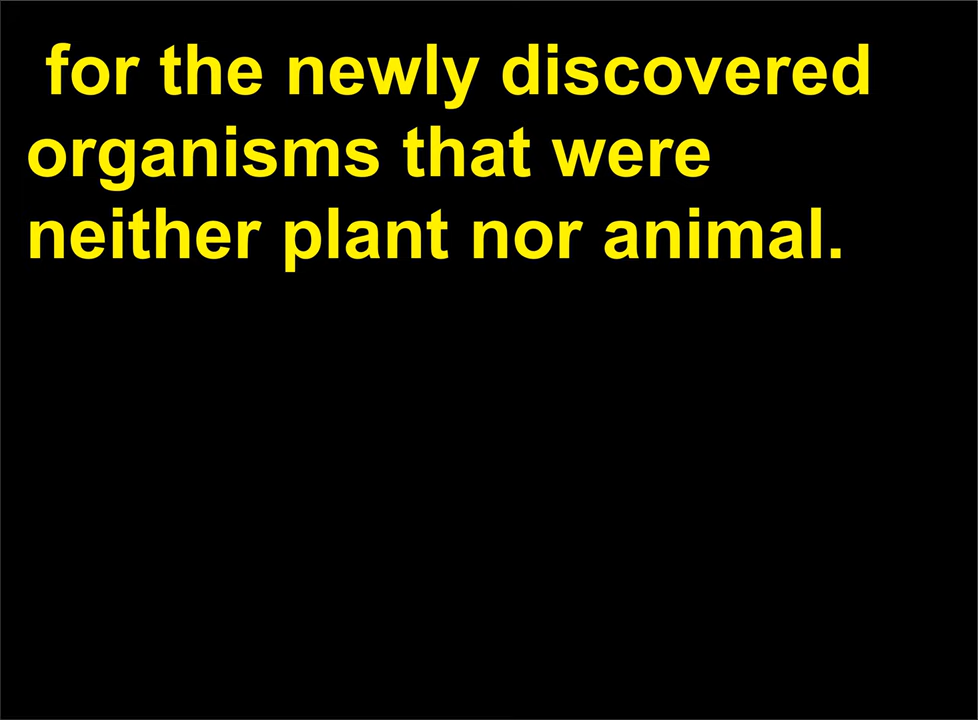 for the newly discovered
organisms that were
neither plant nor animal.